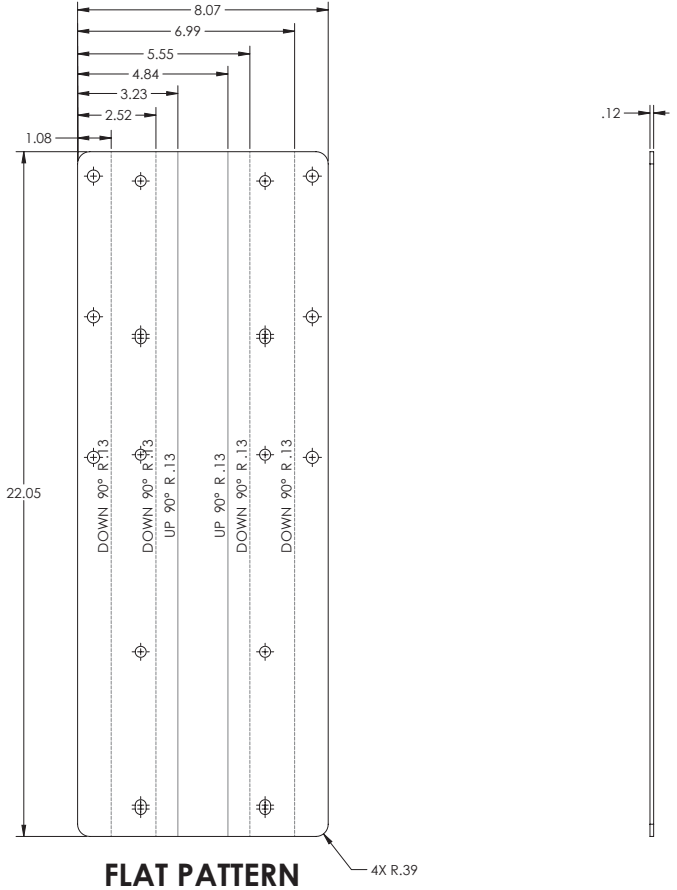 8.07
6.99
5.55
4.84
3.23
2.52
1.08
.12
22.05
DOWN 90° R .13
DOWN 90° R .13
UP 90° R .13
UP 90° R .13
DOWN 90° R .13
DOWN 90° R .13
4X R.39
FLAT PATTERN